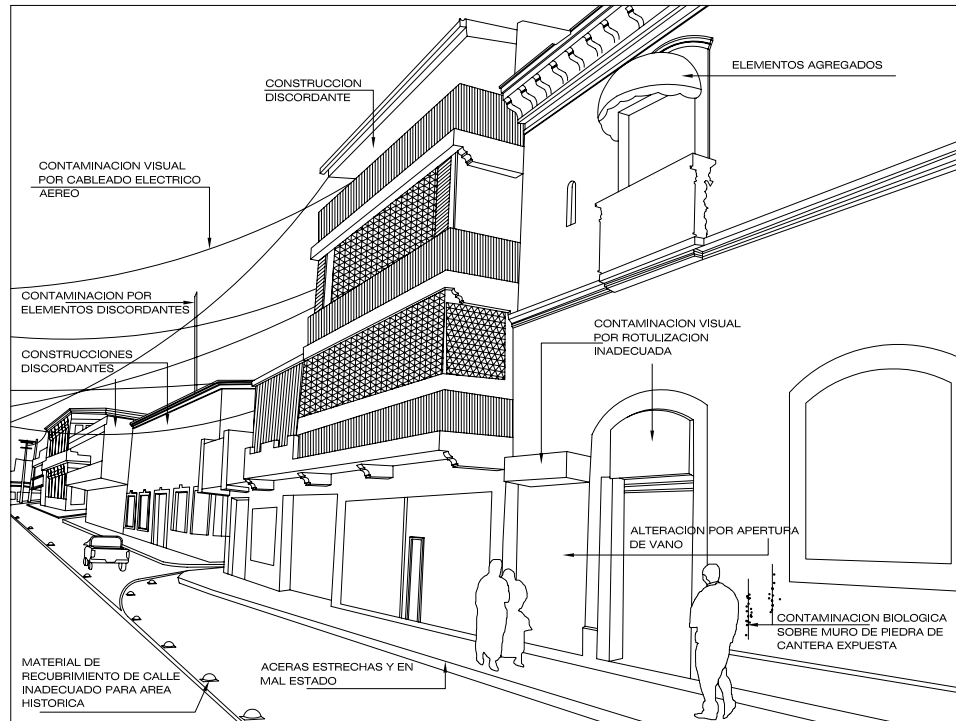 ELEMENTOS AGREGADOS
CONSTRUCCION
DISCORDANTE
CONTAMINACION VISUAL
POR CABLEADO ELECTRICO
AEREO
CONTAMINACION POR
ELEMENTOS DISCORDANTES
CONTAMINACION VISUAL
POR ROTULIZACION
INADECUADA
CONSTRUCCIONES
DISCORDANTES
ALTERACION POR APERTURA
DE VANO
CONTAMINACION BIOLOGICA
SOBRE MURO DE PIEDRA DE
CANTERA EXPUESTA
MATERIAL DE
RECUBRIMIENTO DE CALLE
INADECUADO PARA AREA
HISTORICA
ACERAS ESTRECHAS Y EN
MAL ESTADO